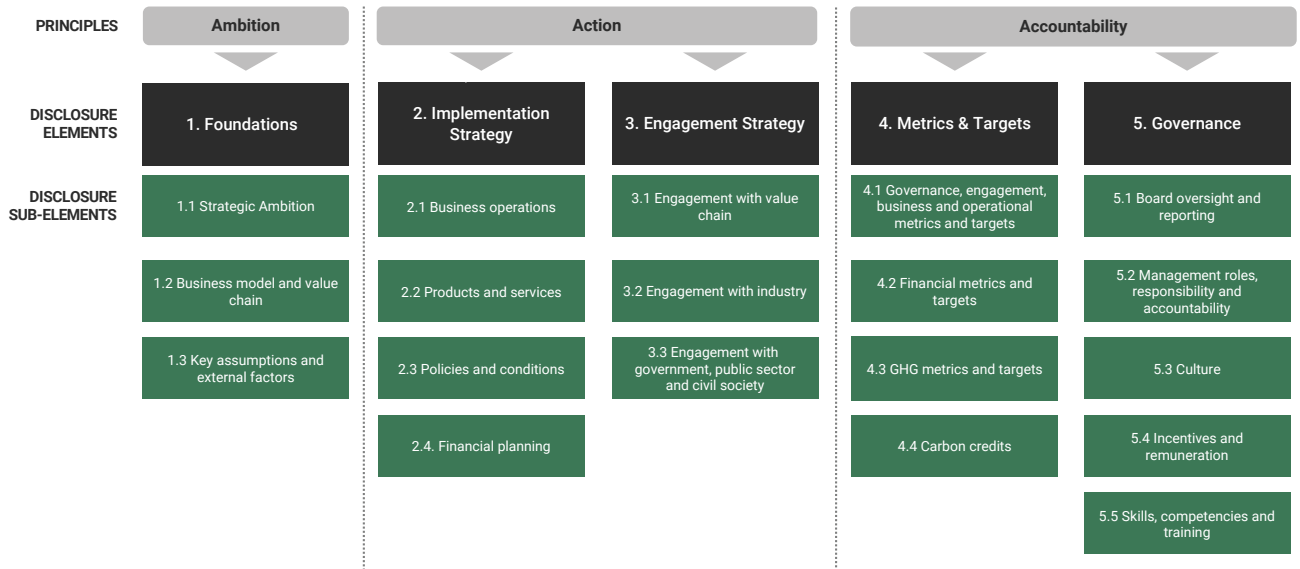 PRINCIPLES
Ambition
Action
Accountability
DISCLOSURE
ELEMENTS
1. Foundations
2. Implementation
Strategy
3. Engagement Strategy
4. Metrics & Targets
5. Governance
DISCLOSURE
SUB-ELEMENTS
1.1 Strategic Ambition
2.1 Business operations
3.1 Engagement with value
chain
4.1 Governance, engagement,
business and operational
metrics and targets
5.1 Board oversight and
reporting
1.2 Business model and value
chain
2.2 Products and services
3.2 Engagement with industry
4.2 Financial metrics and
targets
5.2 Management roles,
responsibility and
accountability
1.3 Key assumptions and
external factors
2.3 Policies and conditions
3.3 Engagement with
government, public sector
and civil society
4.3 GHG metrics and targets
5.3 Culture
2.4. Financial planning
4.4 Carbon credits
5.4 Incentives and
remuneration
5.5 Skills, competencies and
training